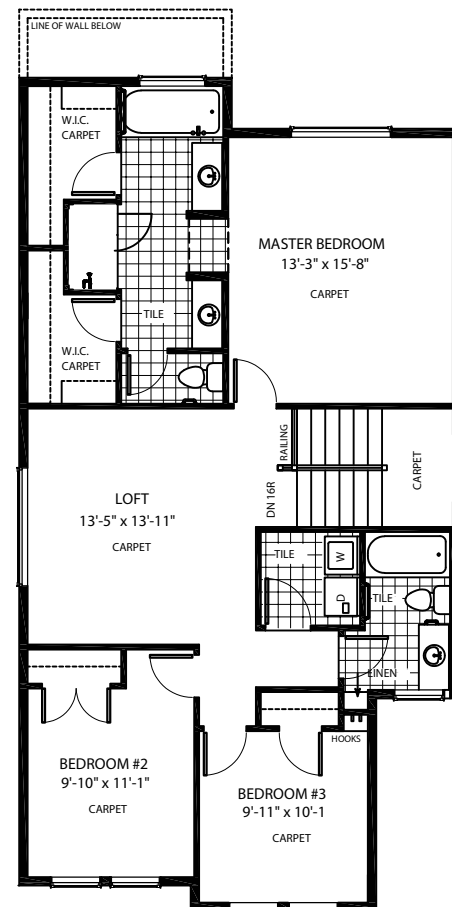 LINE OF WALL BELOW
W.I.C.
CARPET
MASTER BEDROOM
13'-3" x 15'-8"
CARPET
TILE
W.I.C.
CARPET
RAILING
CARPET
DN 16R
LOFT
13'-5" x 13'-11"
CARPET
TILE
W
D
TILE
LINEN
HOOKS
BEDROOM #2
9'-10" x 11'-1"
CARPET
BEDROOM #3
9'-11" x 10'-1
CARPET